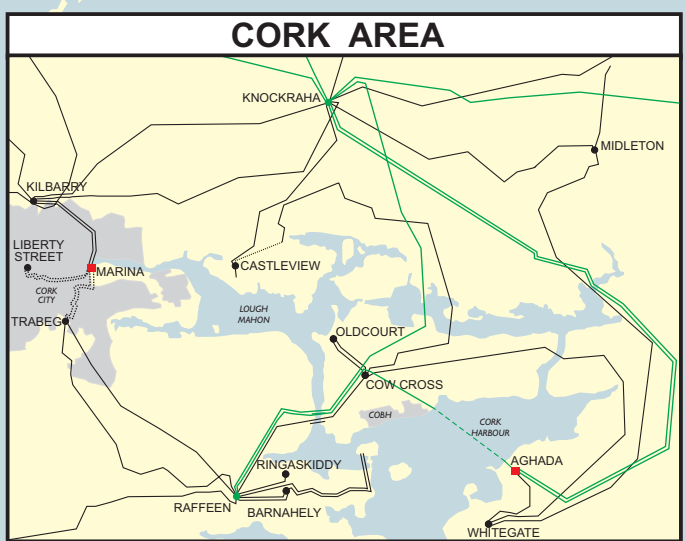 CORK AREA
KNOCKRAHA
MIDLETON
KILBARRY
LIBERTY
STREET
MARINA
CASTLEVIEW
CORK
CITY
LOUGH
MAHON
TRABEG
OLDCOURT
COW CROSS
COBH
CORK
HARBOUR
AGHADA
RINGASKIDDY
RAFFEEN
BARNAHELY
WHITEGATE